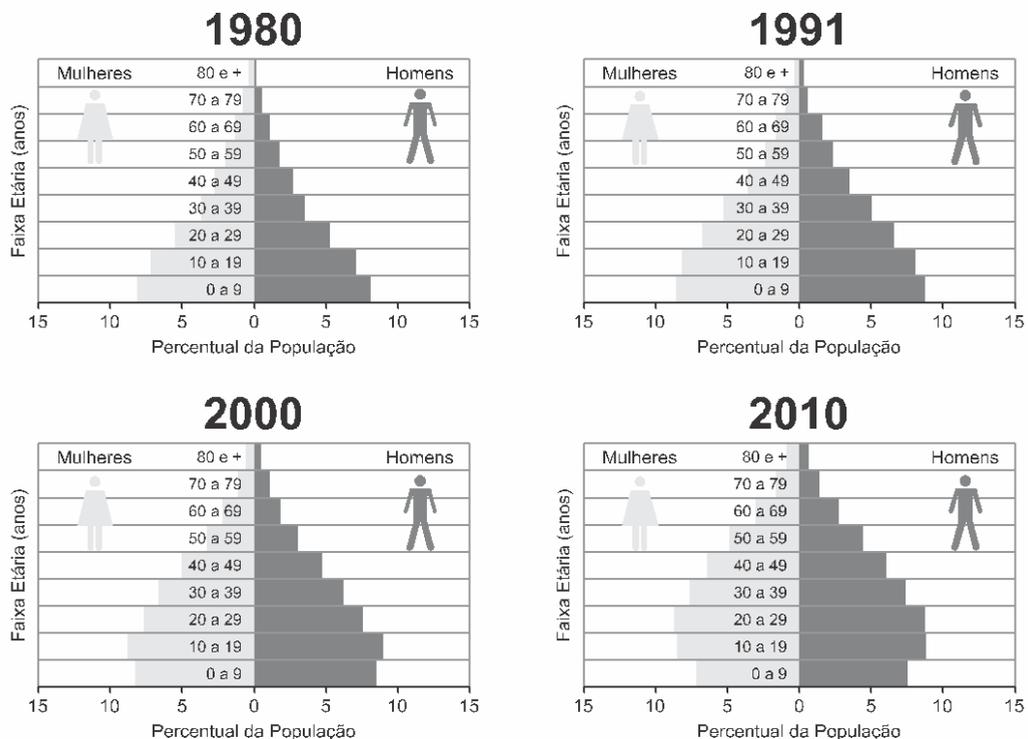 1980
Mulheres 80 e + Homens
70 a 79
60 a 69
50 a 59
40 a 49
30 a 39
20 a 29
10 a 19
0 a 9
Faixa Etária (anos)
15 10 5 0 5 10 15
Percentual da População
1991
Mulheres 80 e + Homens
70 a 79
60 a 69
50 a 59
40 a 49
30 a 39
20 a 29
10 a 19
0 a 9
Faixa Etária (anos)
15 10 5 0 5 10 15
Percentual da População
2000
Mulheres 80 e + Homens
70 a 79
60 a 69
50 a 59
40 a 49
30 a 39
20 a 29
10 a 19
0 a 9
Faixa Etária (anos)
15 10 5 0 5 10 15
Percentual da População
2010
Mulheres 80 e + Homens
70 a 79
60 a 69
50 a 59
40 a 49
30 a 39
20 a 29
10 a 19
0 a 9
Faixa Etária (anos)
15 10 5 0 5 10 15
Percentual da População